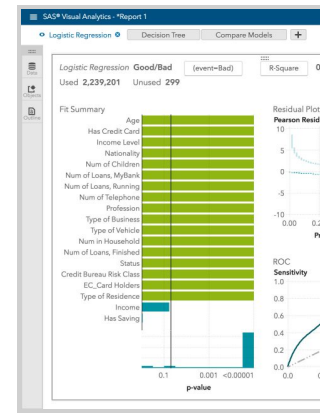 SAS® Visual Analytics - *Report 1
Logistic Regression
Decision Tree
Compare Models
+
Data
Objects
Outline
Logistic Regression Good/Bad (event=Bad) R-Square 0
Used 2,239,201 Unused 299
Fit Summary
Age
Has Credit Card
Income Level
Nationality
Num of Children
Num of Loans, MyBank
Num of Loans, Running
Num of Telephone
Profession
Type of Business
Type of Vehicle
Num in Household
Num of Loans, Finished
Status
Credit Bureau Risk Class
EC_Card Holders
Type of Residence
Income
Has Saving
0.1 0.001 <0.00001
p-value
Residual Plot
Pearson Resid
10
5
0
-5
-10
0.00 0.2
Pr
ROC
Sensitivity
1.0
0.8
0.6
0.4
0.2
0.0
0.0 0.